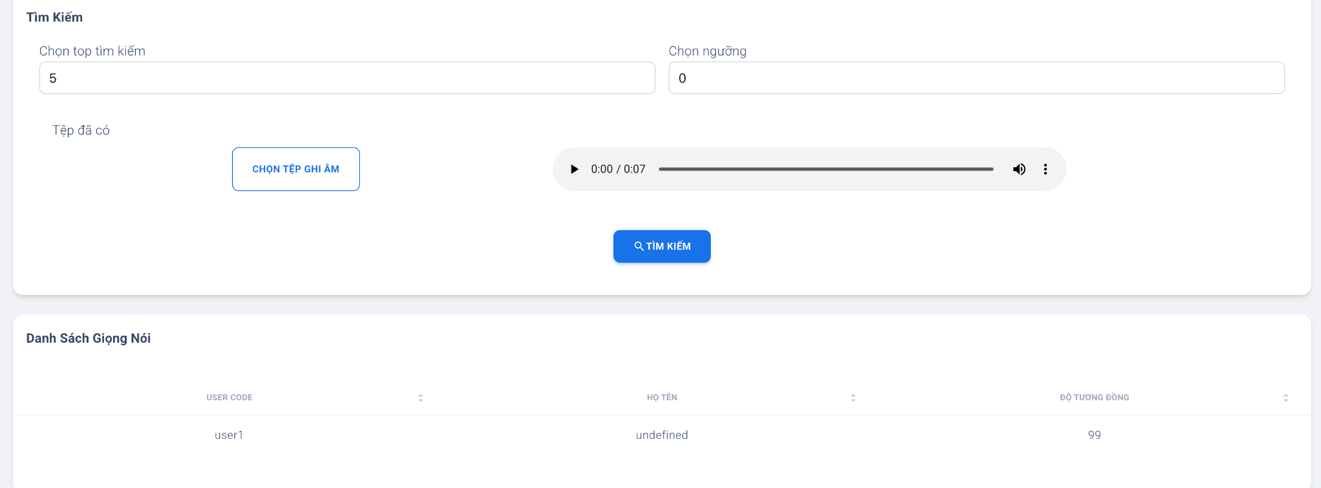 Tìm Kiếm
Chọn top tìm kiếm
Chọn ngưỡng
5
0
Tệp đã có
CHỌN TỆP GHI ÂM
0:00 / 0:07
TÌM KIẾM
Danh Sách Giọng Nói
USER CODE
HỌ TÊN
ĐỘ TƯƠNG ĐỒNG
user1
undefined
99